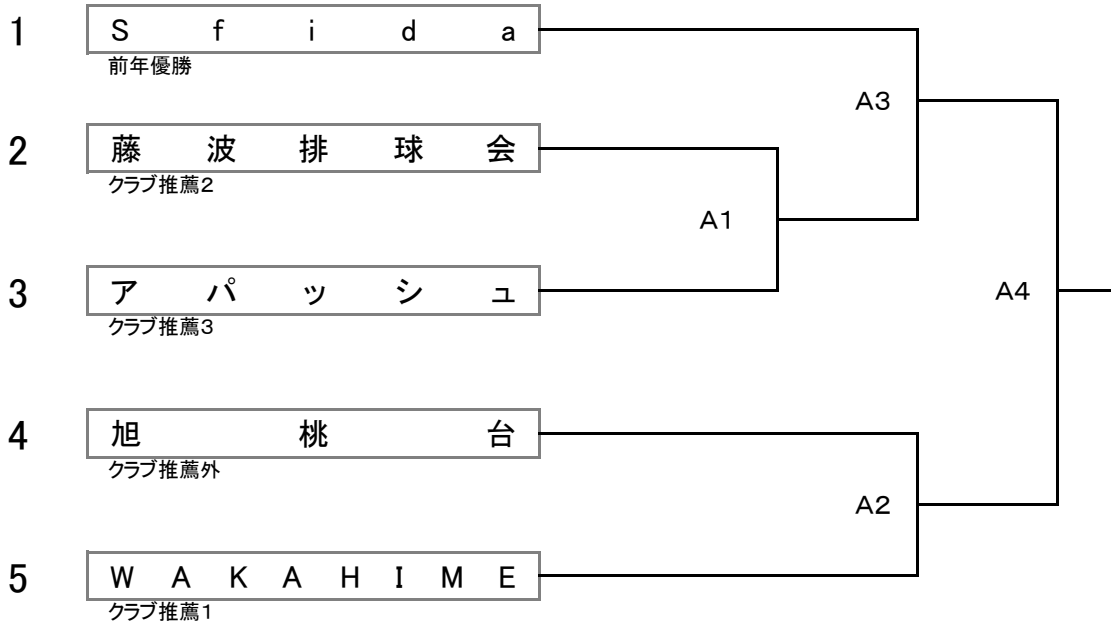 1
Sfida
前年優勝
A3
2
藤波排球会
クラブ推薦2
A1
3
アパッシュ
クラブ推薦3
A4
4
旭桃台
クラブ推薦外
A2
5
WAKAHIME
クラブ推薦1